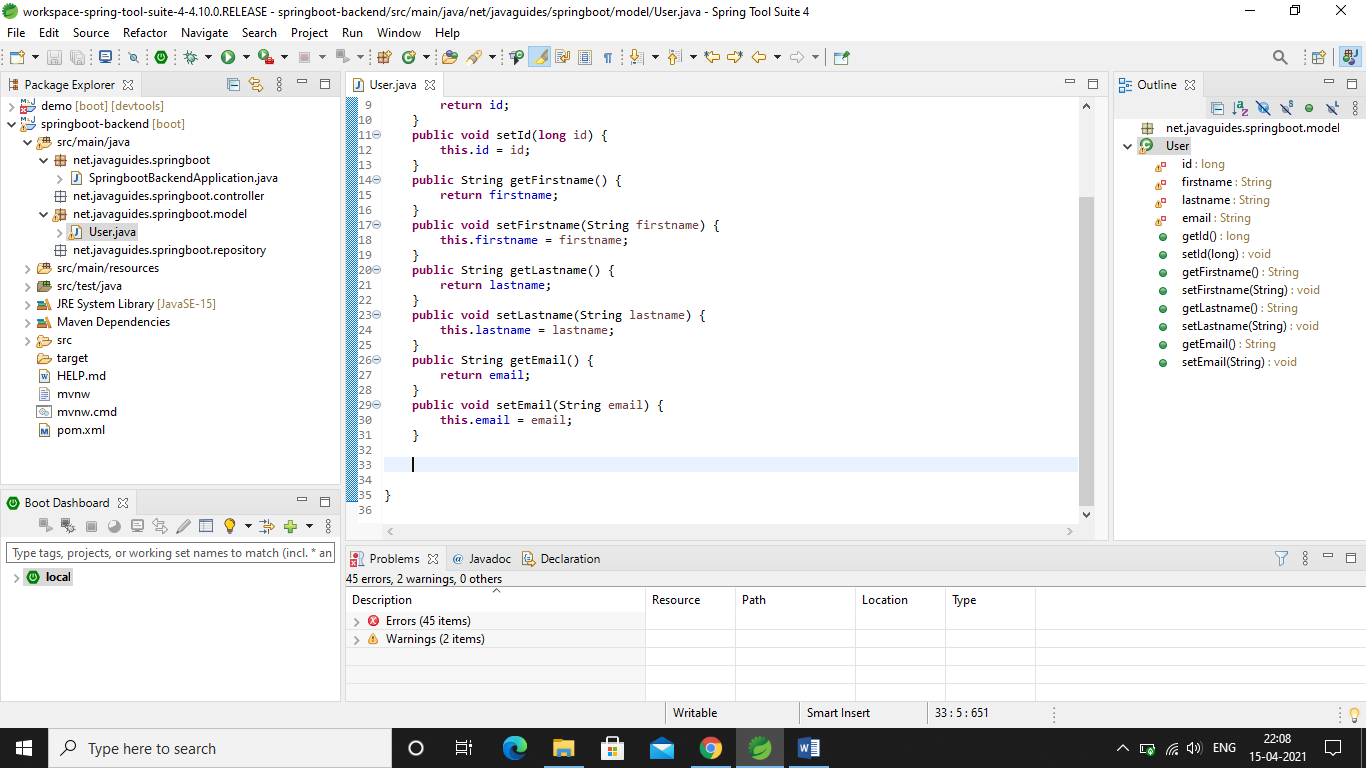 workspace-spring-tool-suite-4-4.10.0.RELEASE - springboot-backend/src/main/java/net/javaguides/springboot/model/User.java - Spring Tool Suite 4
File Edit Source Refactor Navigate Search Project Run Window Help
Package Explorer
demo [boot] [devtools]
springboot-backend [boot]
src/main/java
net.javaguides.springboot
SpringbootBackendApplication.java
net.javaguides.springboot.controller
net.javaguides.springboot.model
User.java
net.javaguides.springboot.repository
src/main/resources
src/test/java
JRE System Library [JavaSE-15]
Maven Dependencies
src
target
HELP.md
mvnw
mvnw.cmd
pom.xml
Boot Dashboard
Type tags, projects, or working set names to match (incl. * an
local
User.java
9 return id;
10 }
11 public void setId(long id) {
12 this.id = id;
13 }
14 public String getFirstname() {
15 return firstname;
16 }
17 public void setFirstname(String firstname) {
18 this.firstname = firstname;
19 }
20 public String getLastname() {
21 return lastname;
22 }
23 public void setLastname(String lastname) {
24 this.lastname = lastname;
25 }
26 public String getEmail() {
27 return email;
28 }
29 public void setEmail(String email) {
30 this.email = email;
31 }
32
33
34
35 }
36
Outline
net.javaguides.springboot.model
User
id : long
firstname : String
lastname : String
email : String
getId() : long
setId(long) : void
getFirstname() : String
setFirstname(String) : void
getLastname() : String
setLastname(String) : void
getEmail() : String
setEmail(String) : void
Problems @ Javadoc Declaration
45 errors, 2 warnings, 0 others
Description Resource Path Location Type
Errors (45 items)
Warnings (2 items)
Writable Smart Insert 33 : 5 : 651
Type here to search
ENG
22:08
15-04-2021